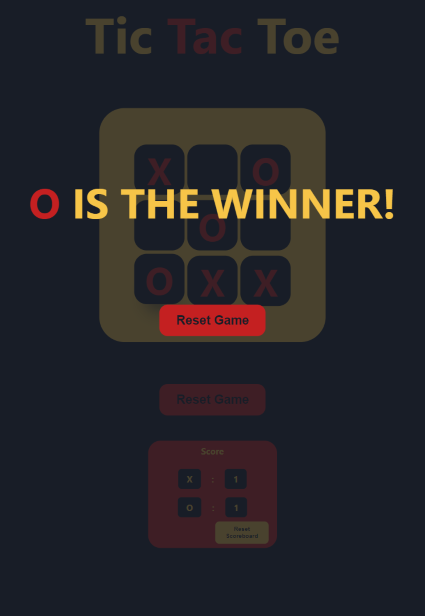 Tic Tac Toe
X O
O IS THE WINNER!
O
O X X
Reset Game
Reset Game
Score
X : 1
O : 1
Reset
Scoreboard